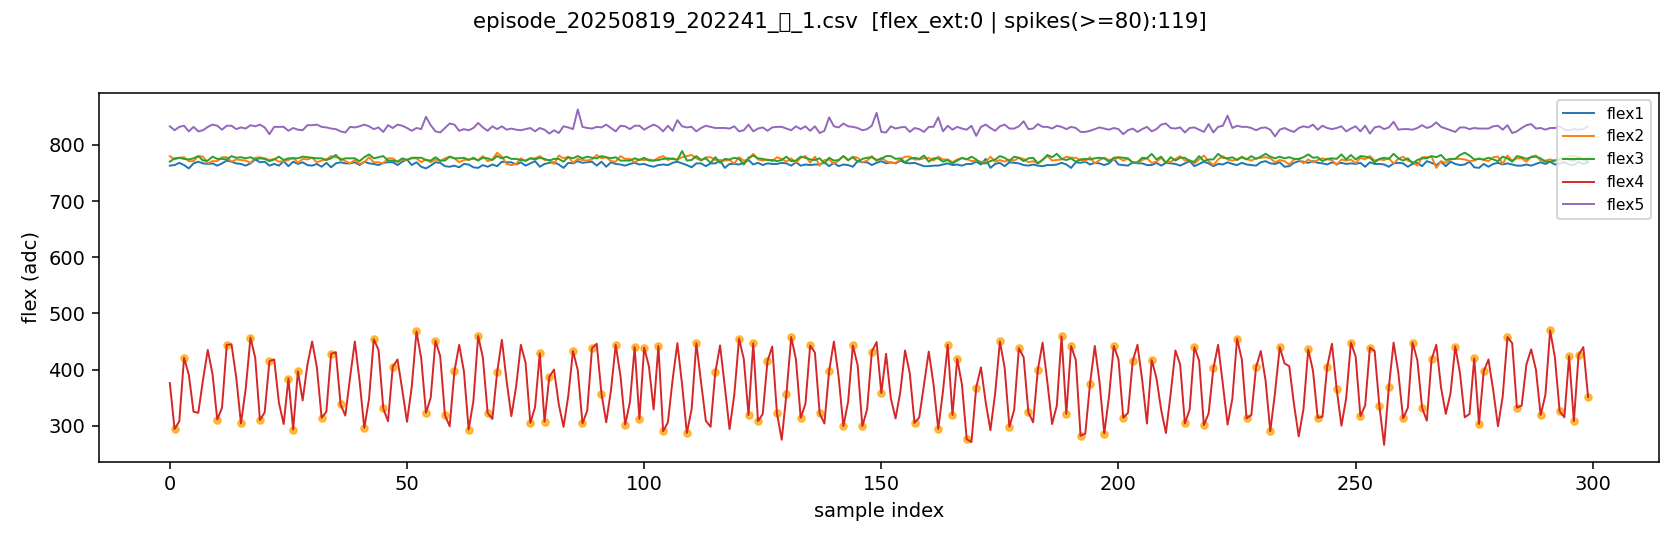 episode_20250819_202241_▯_1.csv [flex_ext:0 | spikes(>=80):119]
800
700
600
500
400
300
flex (adc)
0
50
100
150
200
250
300
sample index
flex1
flex2
flex3
flex4
flex5